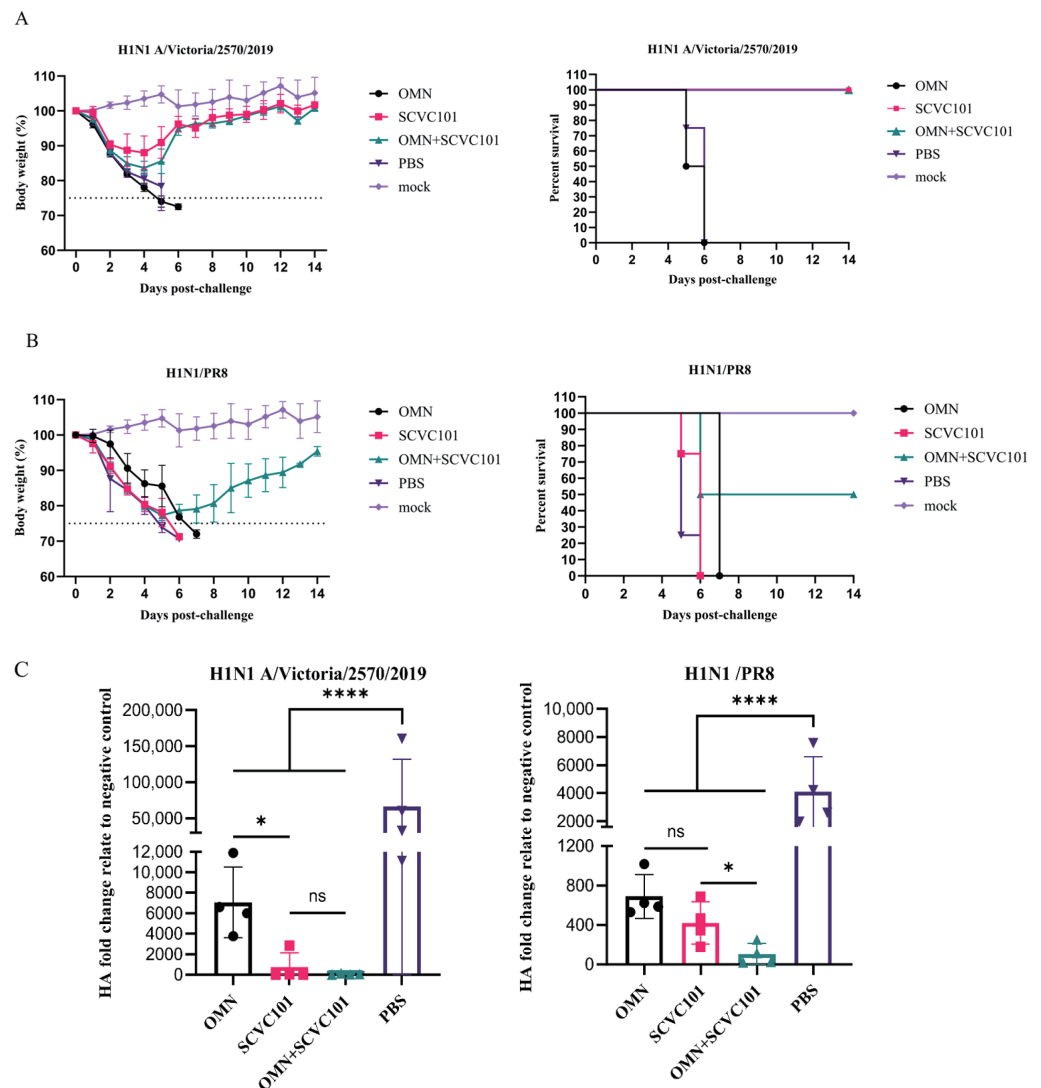 A
H1N1 A/Victoria/2570/2019
Body weight (%)
110
100
90
80
70
60
0 2 4 6 8 10 12 14
Days post-challenge
OMN
SCVC101
OMN+SCVC101
PBS
mock
H1N1 A/Victoria/2570/2019
Percent survival
110
100
90
80
70
60
50
40
30
20
10
0
0 2 4 6 8 10 12 14
Days post-challenge
OMN
SCVC101
OMN+SCVC101
PBS
mock
B
H1N1/PR8
Body weight (%)
110
100
90
80
70
60
0 2 4 6 8 10 12 14
Days post-challenge
OMN
SCVC101
OMN+SCVC101
PBS
mock
H1N1/PR8
Percent survival
110
100
90
80
70
60
50
40
30
20
10
0
0 2 4 6 8 10 12 14
Days post-challenge
OMN
SCVC101
OMN+SCVC101
PBS
mock
C
H1N1 A/Victoria/2570/2019
HA fold change relate to negative control
200,000
150,000
100,000
50,000
12,000
10,000
8000
6000
4000
2000
0
****
*
ns
OMN
SCVC101
OMN+SCVC101
PBS
H1N1 /PR8
HA fold change relate to negative control
10,000
8000
6000
4000
2000
1200
800
400
0
****
ns
*
OMN
SCVC101
OMN+SCVC101
PBS